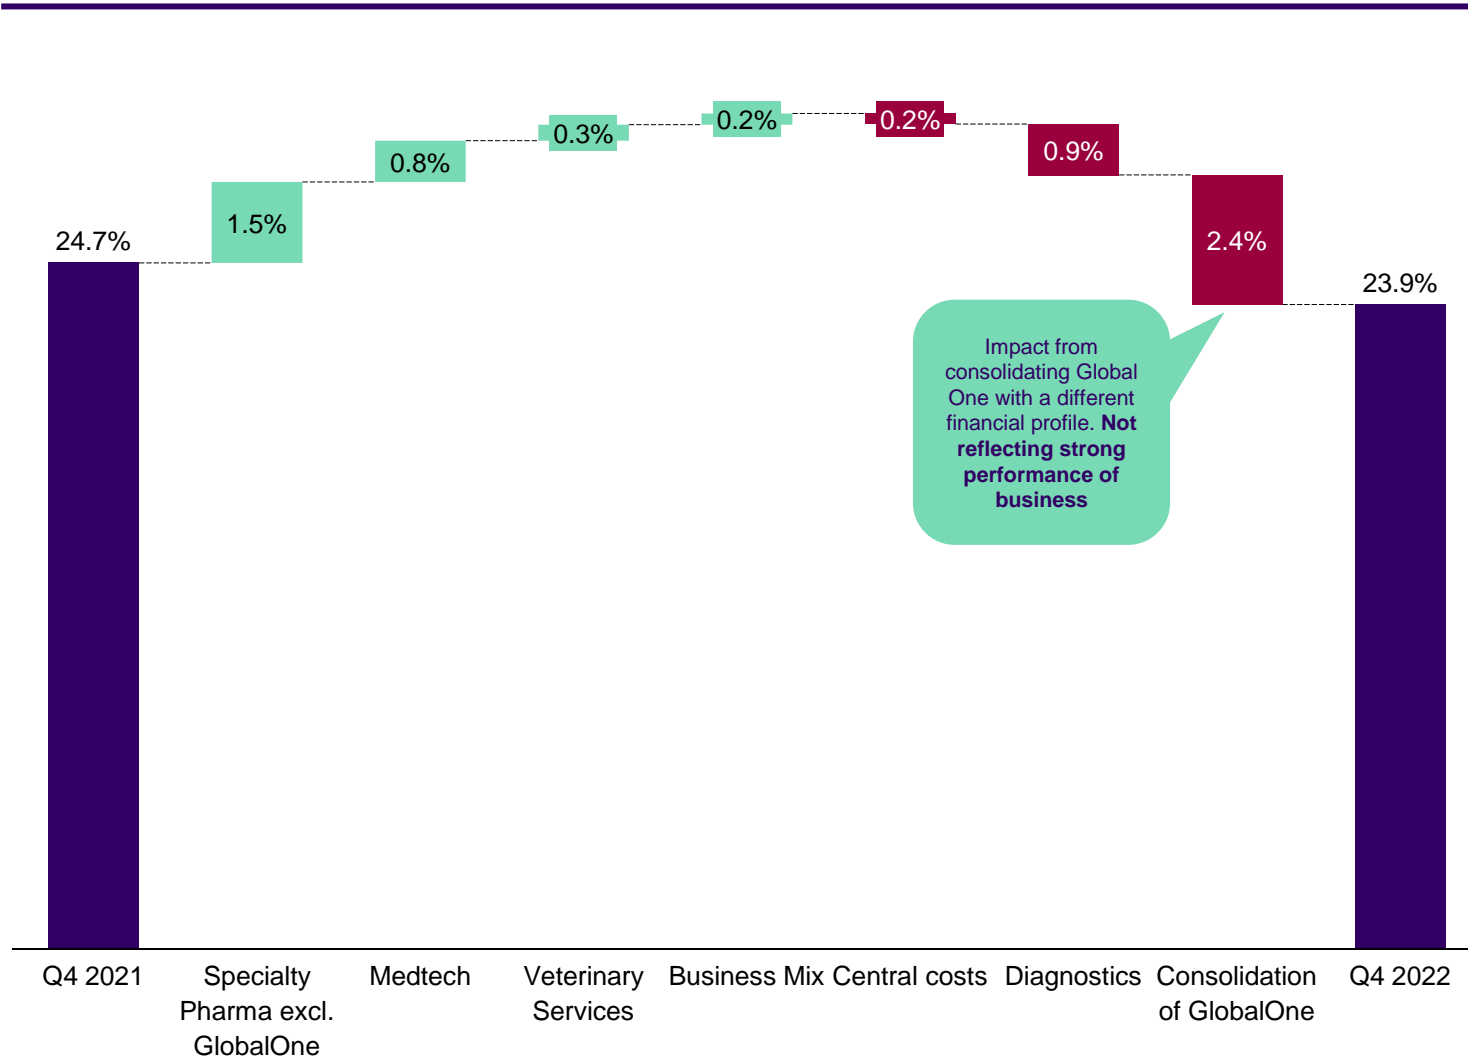 0.2%
0.2%
0.3%
0.8%
0.9%
1.5%
24.7%
2.4%
23.9%
Impact from
consolidating Global
One with a different
financial profile. Not
reflecting strong
performance of
business
Q4 2021
Specialty
Pharma excl.
GlobalOne
Medtech
Veterinary
Services
Business Mix
Central costs
Diagnostics
Consolidation
of GlobalOne
Q4 2022